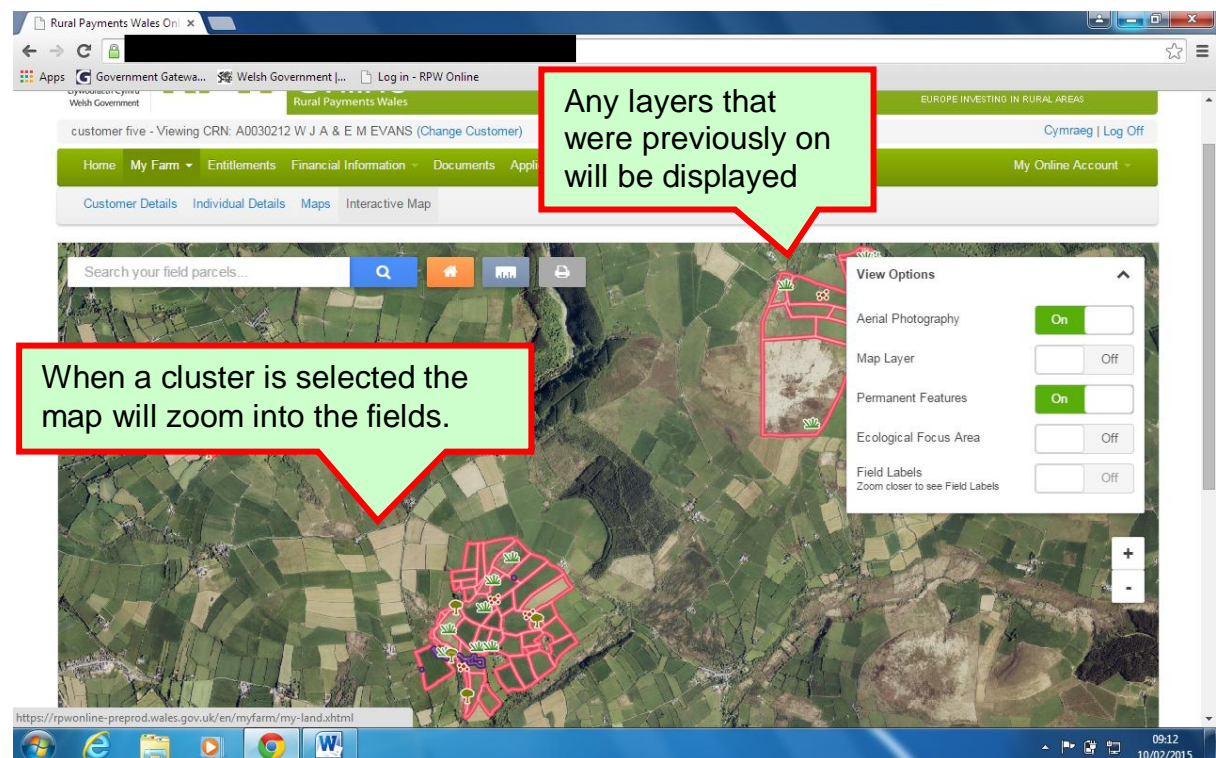 Rural Payments Wales Onl
Apps Government Gatewa... Welsh Government |... Log in - RPW Online
Llywodraeth Cymru
Welsh Government
Rural Payments Wales
EUROPE INVESTING IN RURAL AREAS
customer five - Viewing CRN: A0030212 W J A & E M EVANS (Change Customer)
Cymraeg | Log Off
Home My Farm Entitlements Financial Information Documents Appli
My Online Account
Customer Details Individual Details Maps Interactive Map
Any layers that
were previously on
will be displayed
Search your field parcels...
View Options
Aerial Photography On
Map Layer Off
Permanent Features On
Ecological Focus Area Off
Field Labels Off
Zoom closer to see Field Labels
When a cluster is selected the
map will zoom into the fields.
+
-
https://rpwonline-preprod.wales.gov.uk/en/myfarm/my-land.xhtml
09:12
10/02/2015